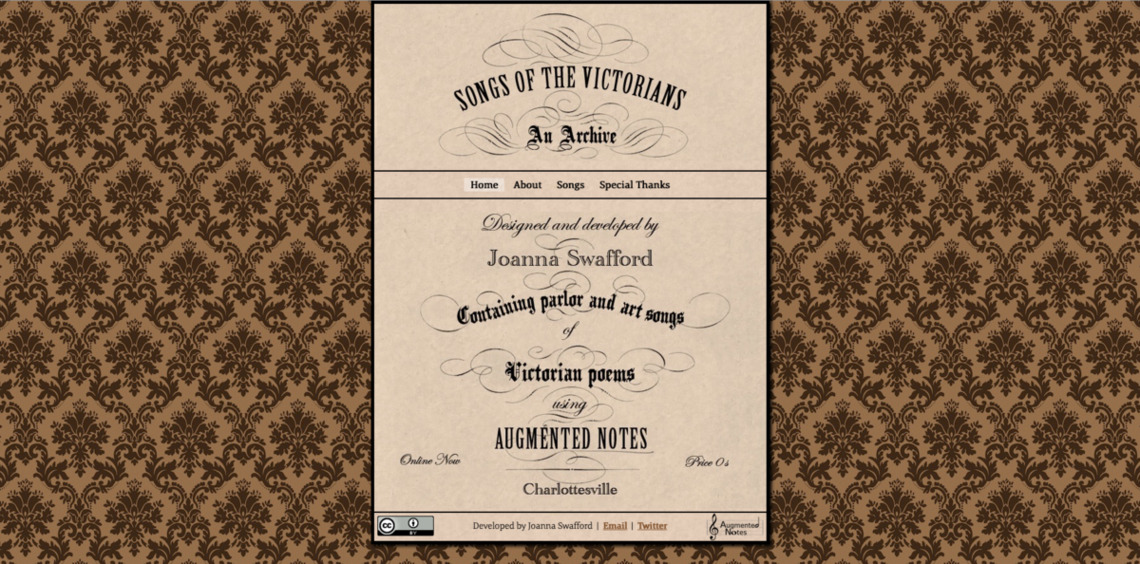 SONGS OF THE VICTORIANS
An Archive
Home About Songs Special Thanks
Designed and developed by
Joanna Swafford
Containing parlor and art songs
of
Victorian poems
using
AUGMENTED NOTES
Online Now
Price 0s
Charlottesville
cc BY
Developed by Joanna Swafford | Email | Twitter
Augmented
Notes